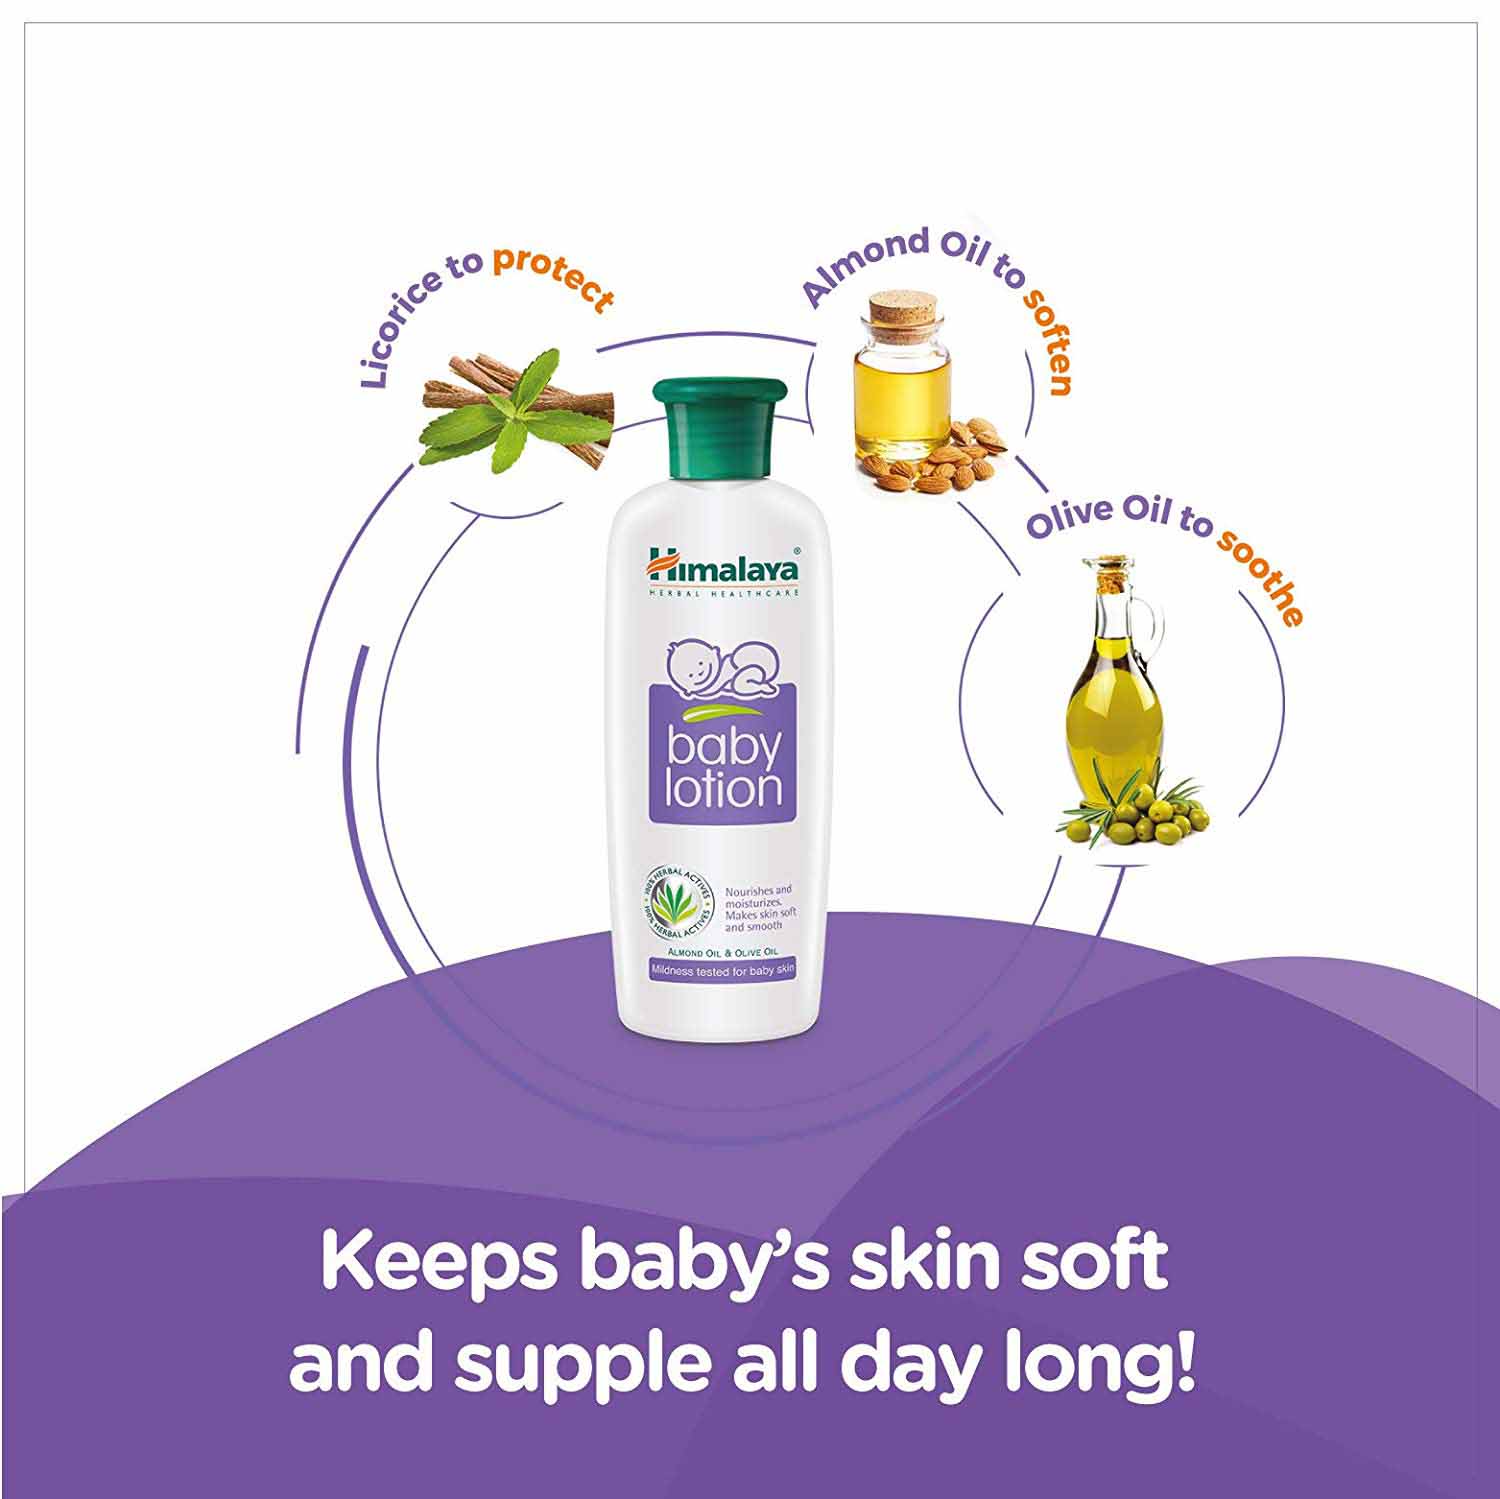 Licorice to protect
Almond Oil to soften
Olive Oil to soothe
Himalaya®
HERBAL HEALTHCARE
baby
lotion
100% HERBAL ACTIVES • 100% HERBAL ACTIVES •
Nourishes and
moisturizes.
Makes skin soft
and smooth
ALMOND OIL & OLIVE OIL
Mildness tested for baby skin
Keeps baby's skin soft
and supple all day long!